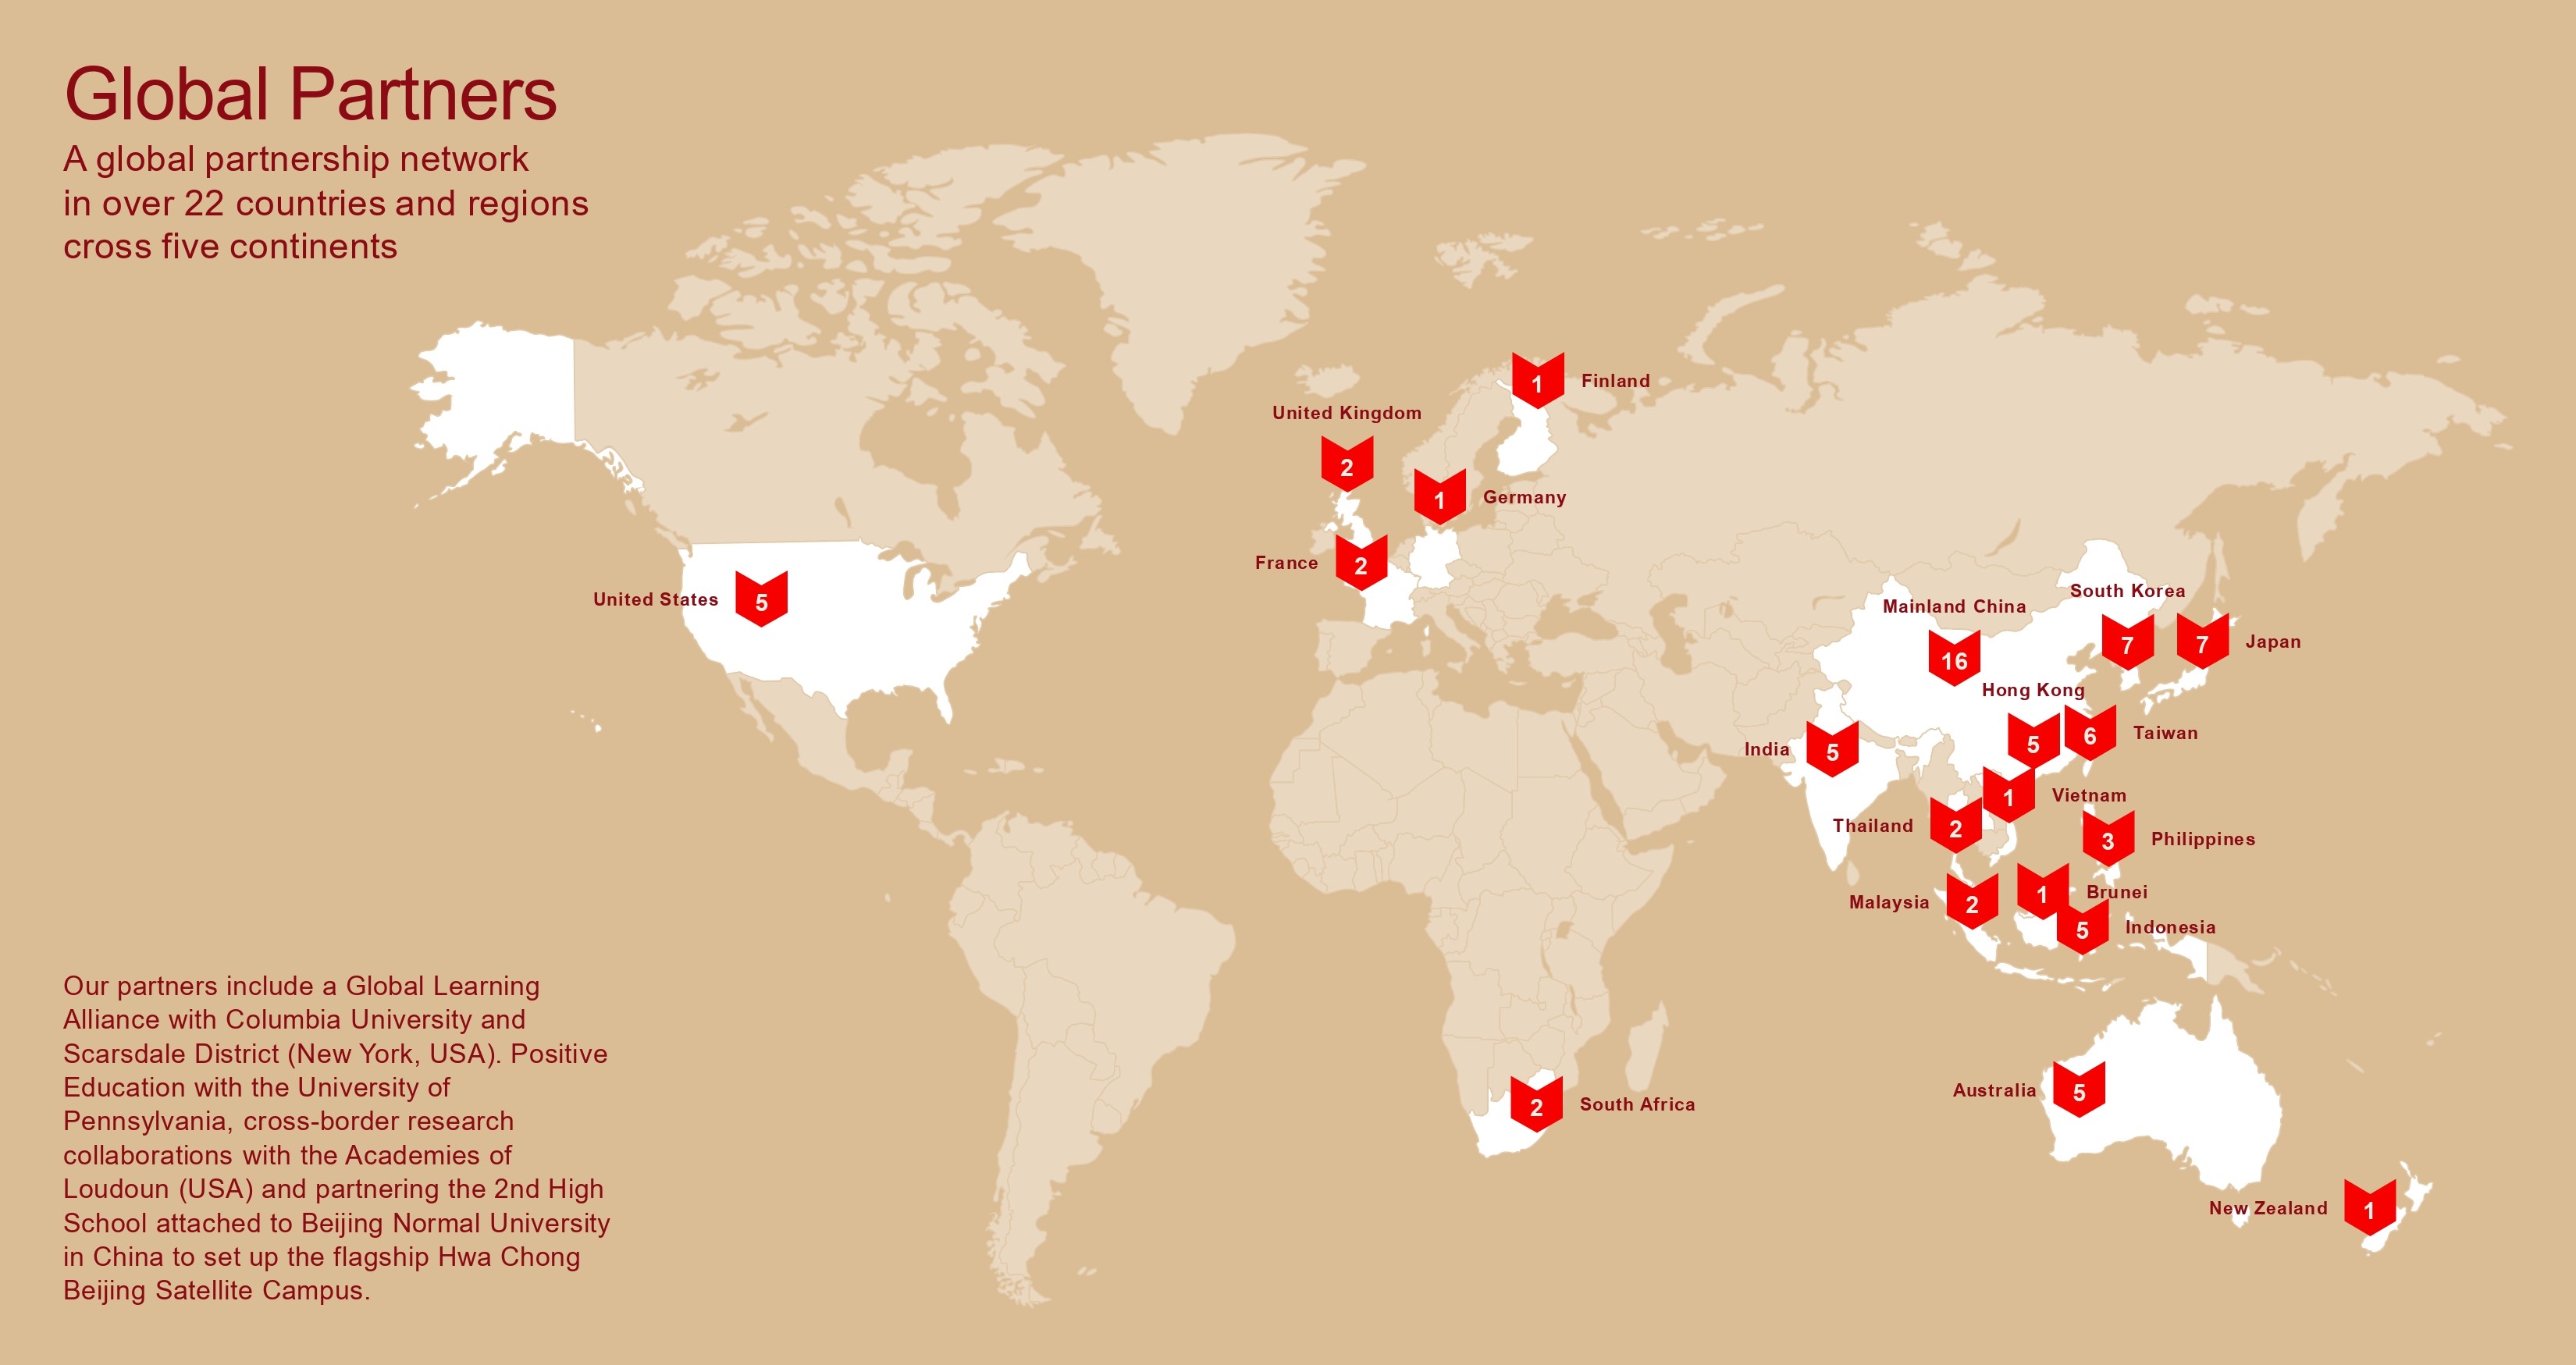 Global Partners
A global partnership network
in over 22 countries and regions
cross five continents
1
Finland
United Kingdom
2
1
Germany
France
2
United States
5
South Korea
Mainland China
7
7
Japan
16
Hong Kong
India
5
5
6
Taiwan
1
Vietnam
Thailand
2
3
Philippines
Malaysia
2
1
Brunei
5
Indonesia
Our partners include a Global Learning
Alliance with Columbia University and
Scarsdale District (New York, USA). Positive
Education with the University of
Pennsylvania, cross-border research
collaborations with the Academies of
Loudoun (USA) and partnering the 2nd High
School attached to Beijing Normal University
in China to set up the flagship Hwa Chong
Beijing Satellite Campus.
2
South Africa
Australia
5
New Zealand
1